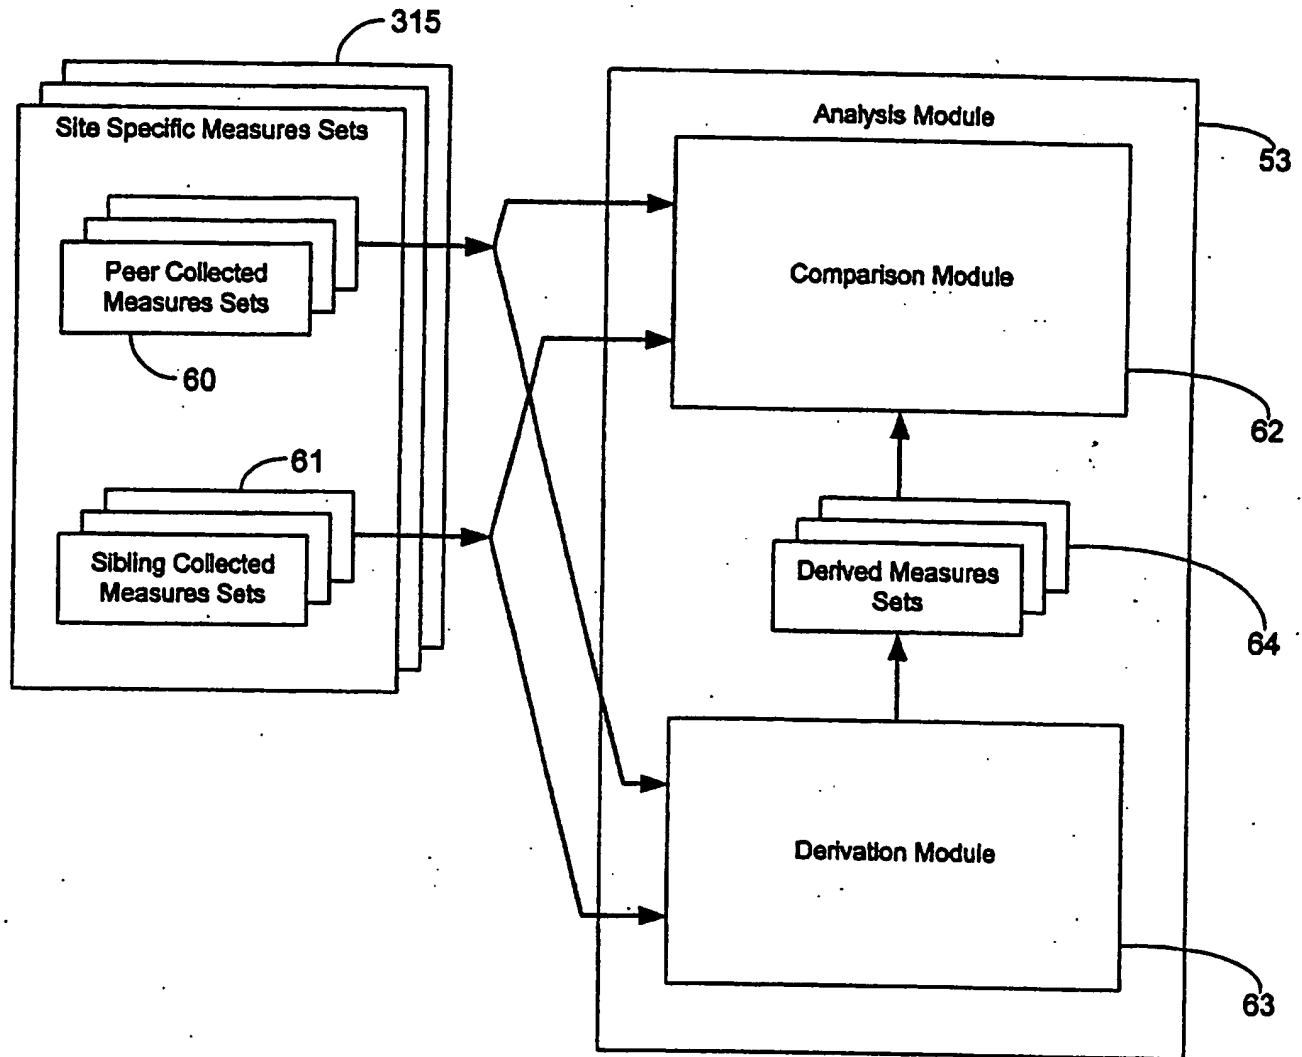 315
Site Specific Measures Sets
Peer Collected
Measures Sets
60
61
Sibling Collected
Measures Sets
Analysis Module
53
Comparison Module
62
Derived Measures
Sets
64
Derivation Module
63